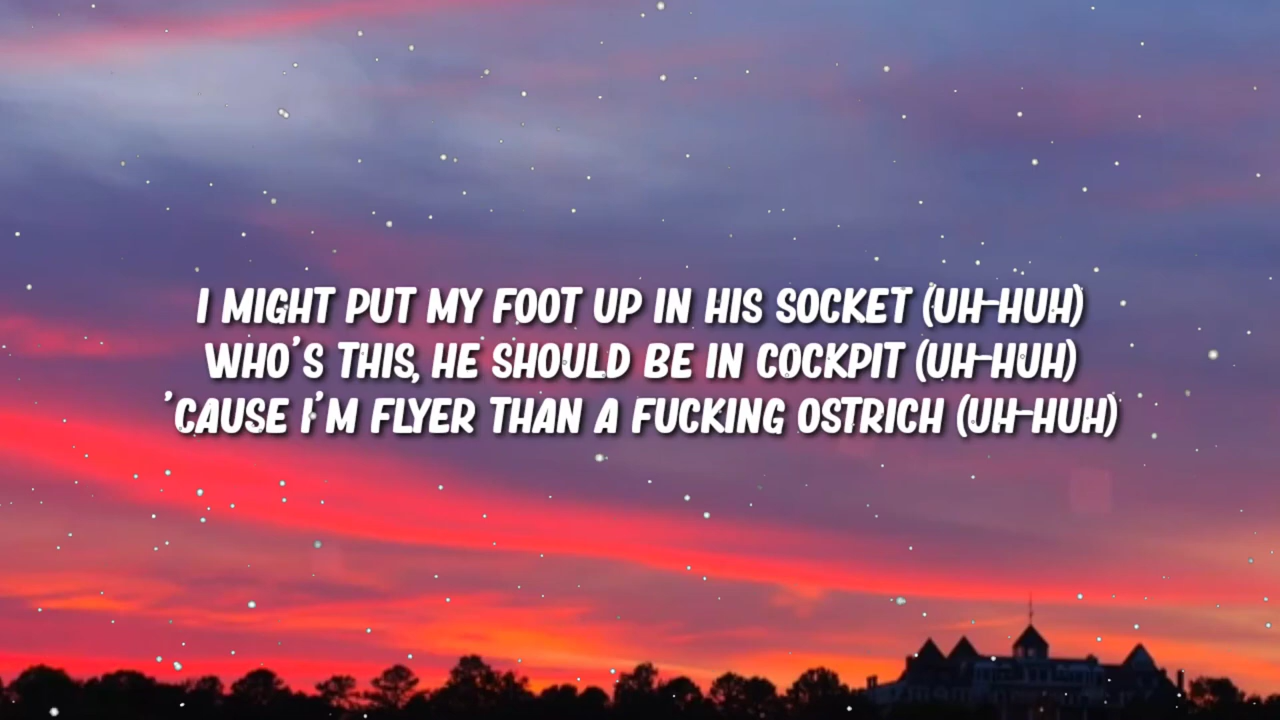 I MIGHT PUT MY FOOT UP IN HIS SOCKET (UH-HUH)
WHO'S THIS, HE SHOULD BE IN COCKPIT (UH-HUH)
'CAUSE I'M FLYER THAN A FUCKING OSTRICH (UH-HUH)